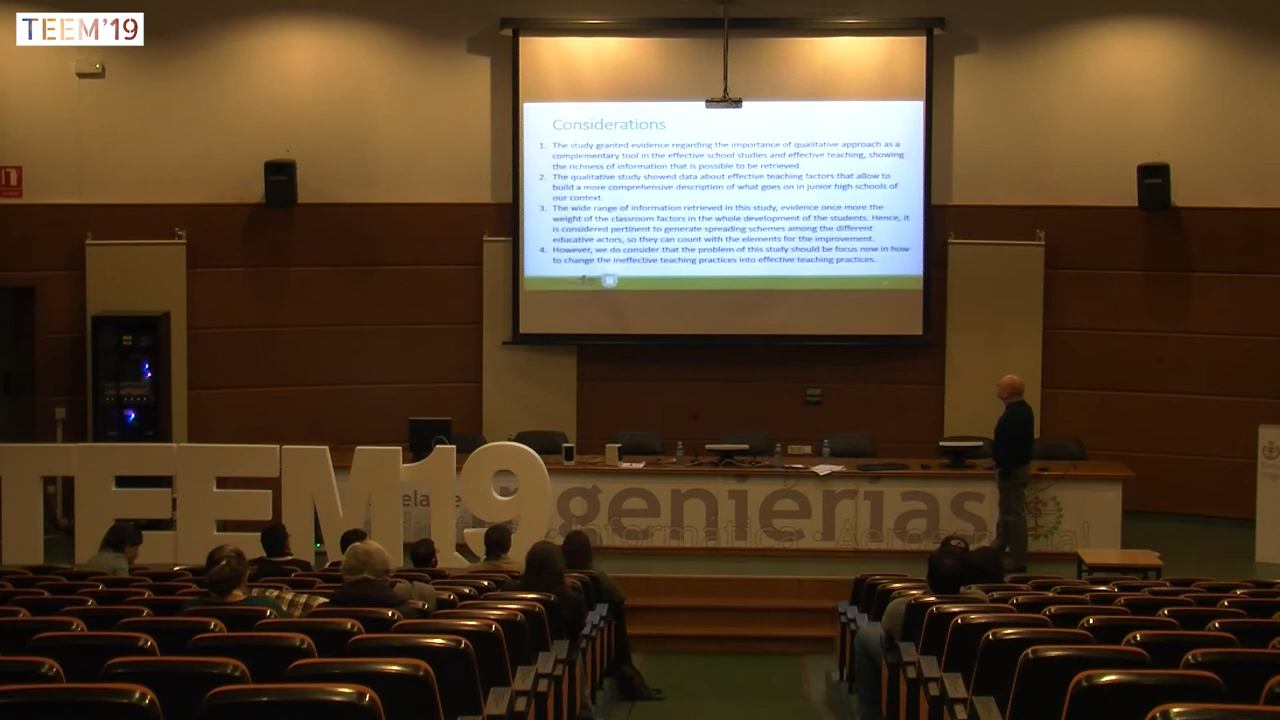 TEEM'19
Considerations
1. The study granted evidence regarding the importance of qualitative approach as a
complementary tool in the effective school studies and effective teaching, showing
the richness of information that is possible to be retrieved.
2. The qualitative study showed data about effective teaching factors that allow to
build a more comprehensive description of what goes on in junior high schools of
our context.
3. The wide range of information retrieved in this study, evidence once more the
weight of the classroom factors in the whole development of the students. Hence, it
is considered pertinent to generate spreading schemes among the different
educative actors, so they can count with the elements for the improvement.
4. However, we do consider that the problem of this study should be focus now in how
to change the ineffective teaching practices into effective teaching practices.
TEEM19
genierías
Informática